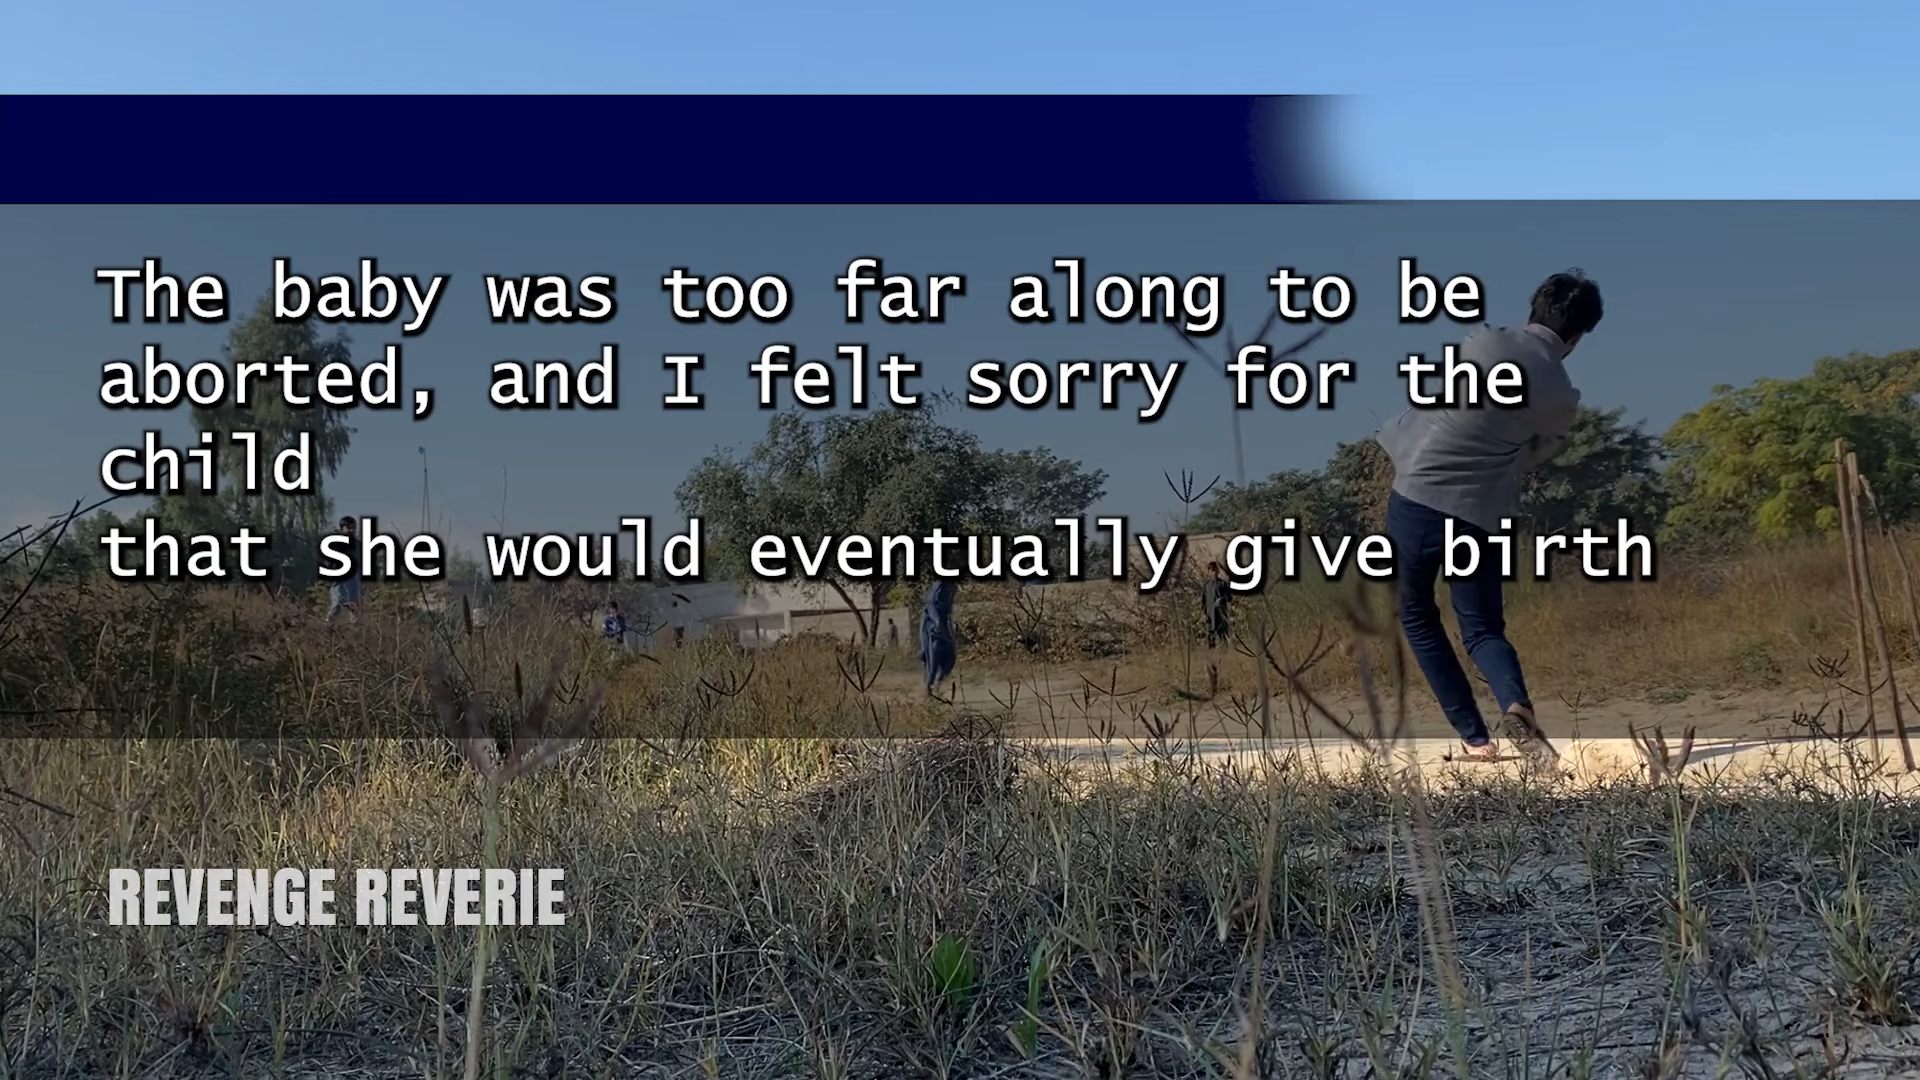 The baby was too far along to be
aborted, and I felt sorry for the
child
that she would eventually give birth
REVENGE REVERIE